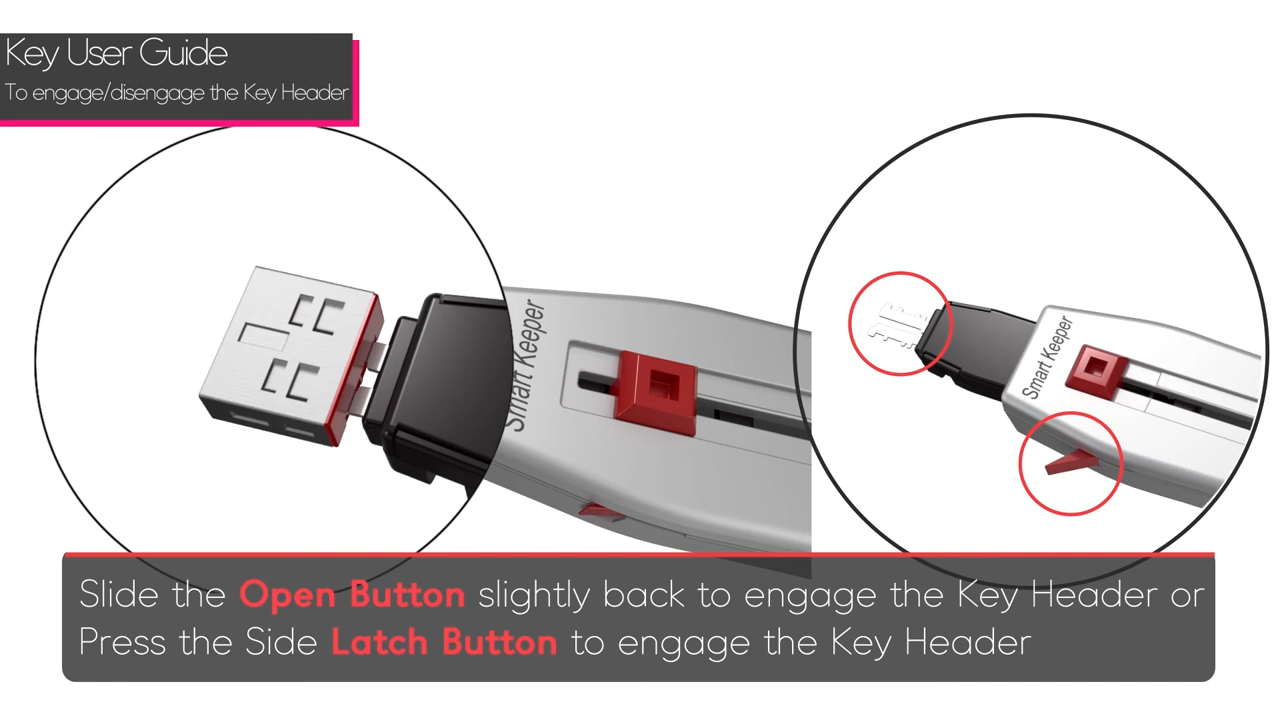 Key User Guide
To engage/disengage the Key Header
Smart Keeper
Smart Keeper
Slide the Open Button slightly back to engage the Key Header or
Press the Side Latch Button to engage the Key Header